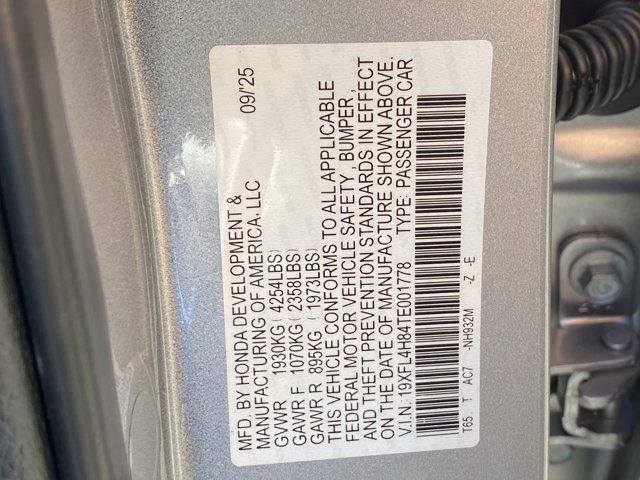 MFD. BY HONDA DEVELOPMENT & 09/'25
MANUFACTURING OF AMERICA, LLC
GVWR 1930KG ( 4254LBS)
GAWR F 1070KG ( 2358LBS)
GAWR R 895KG ( 1973LBS)
THIS VEHICLE CONFORMS TO ALL APPLICABLE
FEDERAL MOTOR VEHICLE SAFETY, BUMPER,
AND THEFT PREVENTION STANDARDS IN EFFECT
ON THE DATE OF MANUFACTURE SHOWN ABOVE.
V.I.N.:19XFL4H84TE001778 TYPE: PASSENGER CAR
T65 T AC7 -NH932M -Z -E